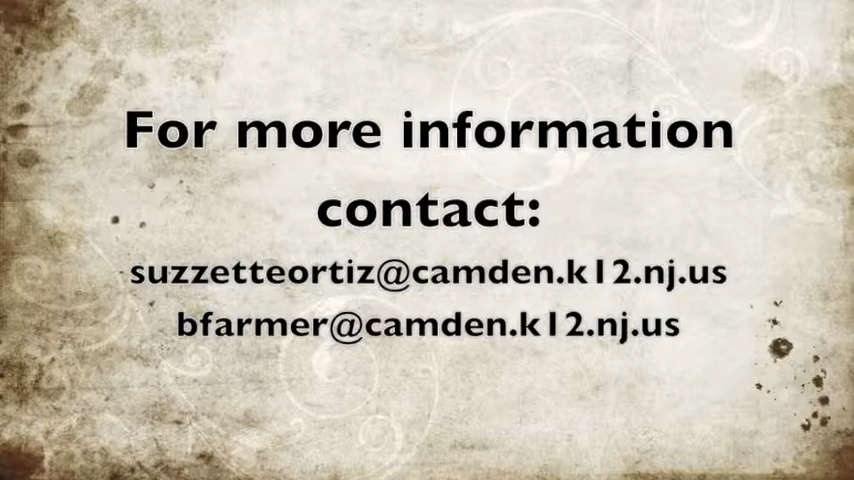 For more information
contact:
suzzetteortiz@camden.k12.nj.us
bfarmer@camden.k12.nj.us